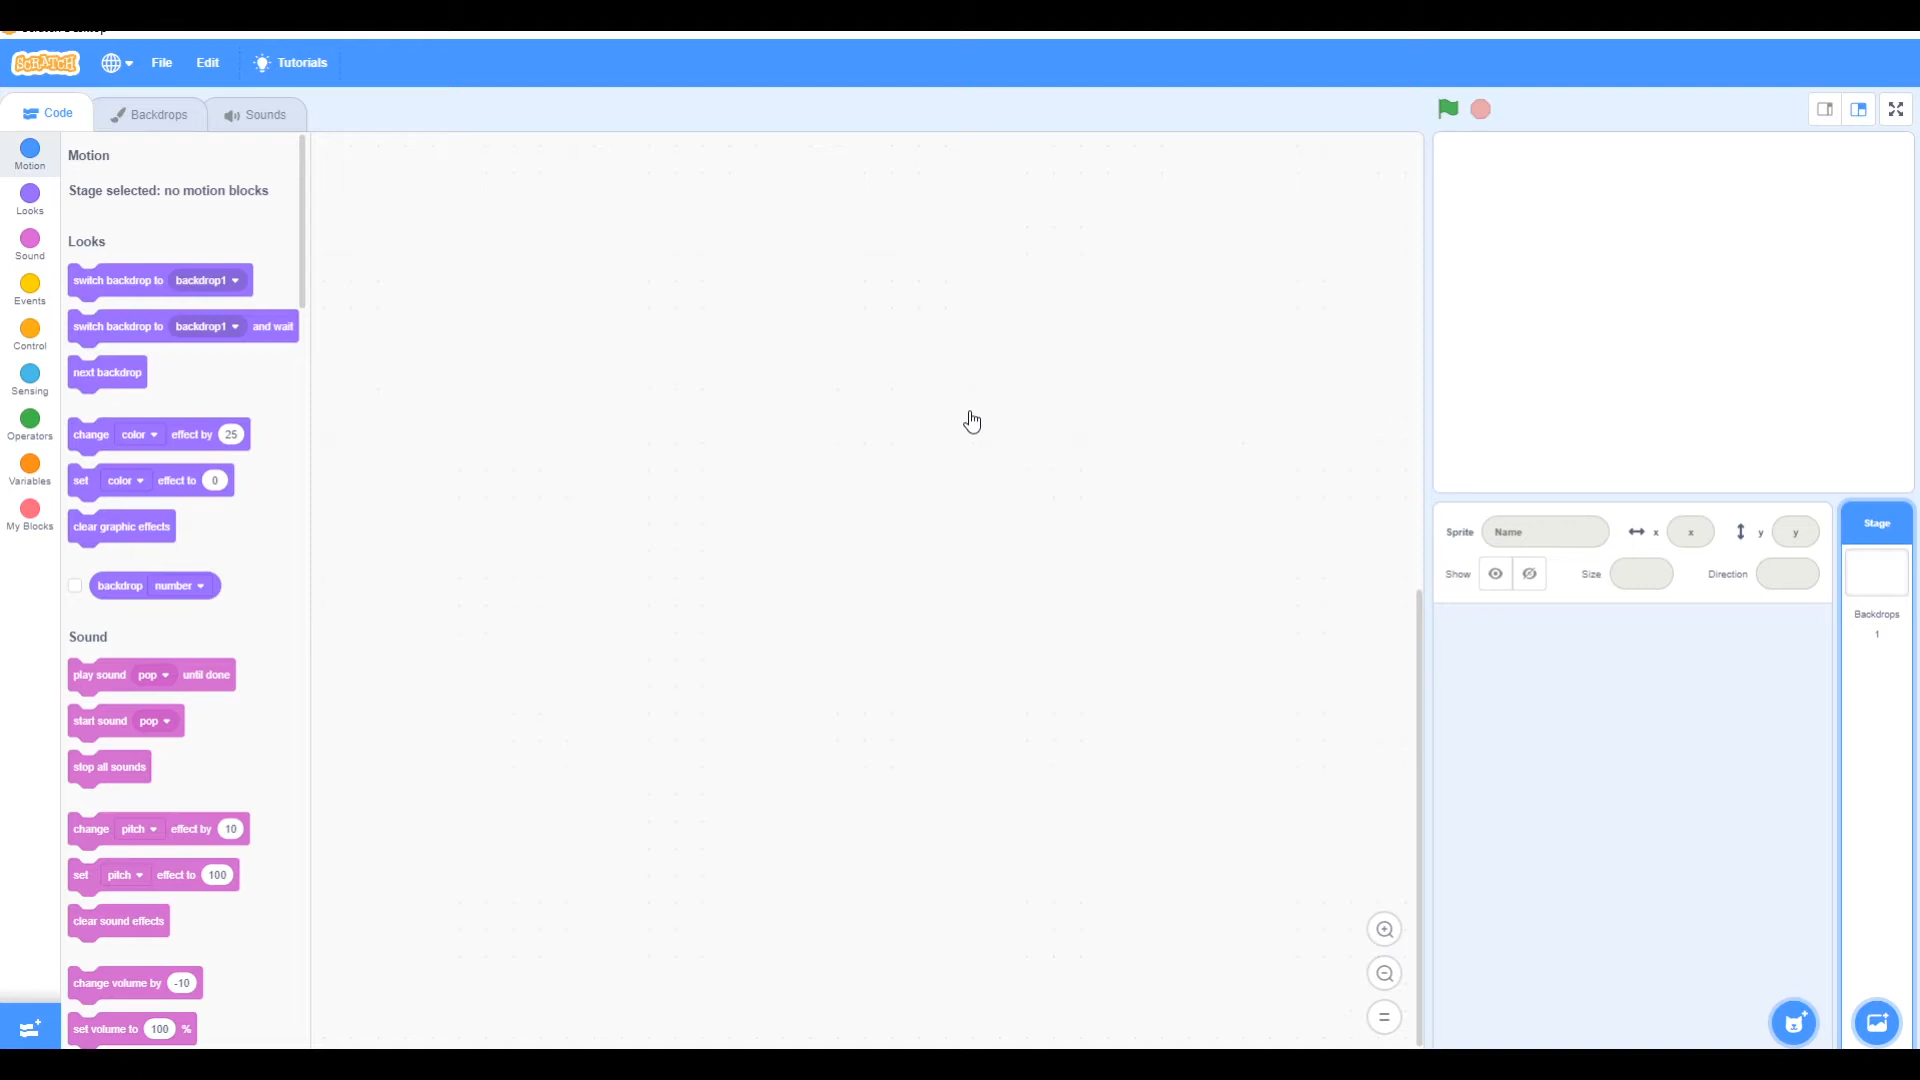 SCRATCH File Edit Tutorials
Code Backdrops Sounds
Motion
Looks
Sound
Events
Control
Sensing
Operators
Variables
My Blocks
Motion
Stage selected: no motion blocks
Looks
switch backdrop to backdrop1
switch backdrop to backdrop1 and wait
next backdrop
change color effect by 25
set color effect to 0
clear graphic effects
backdrop number
Sound
play sound pop until done
start sound pop
stop all sounds
change pitch effect by 10
set pitch effect to 100
clear sound effects
change volume by -10
set volume to 100 %
Sprite Name x x y y
Show Size Direction
Stage
Backdrops
1